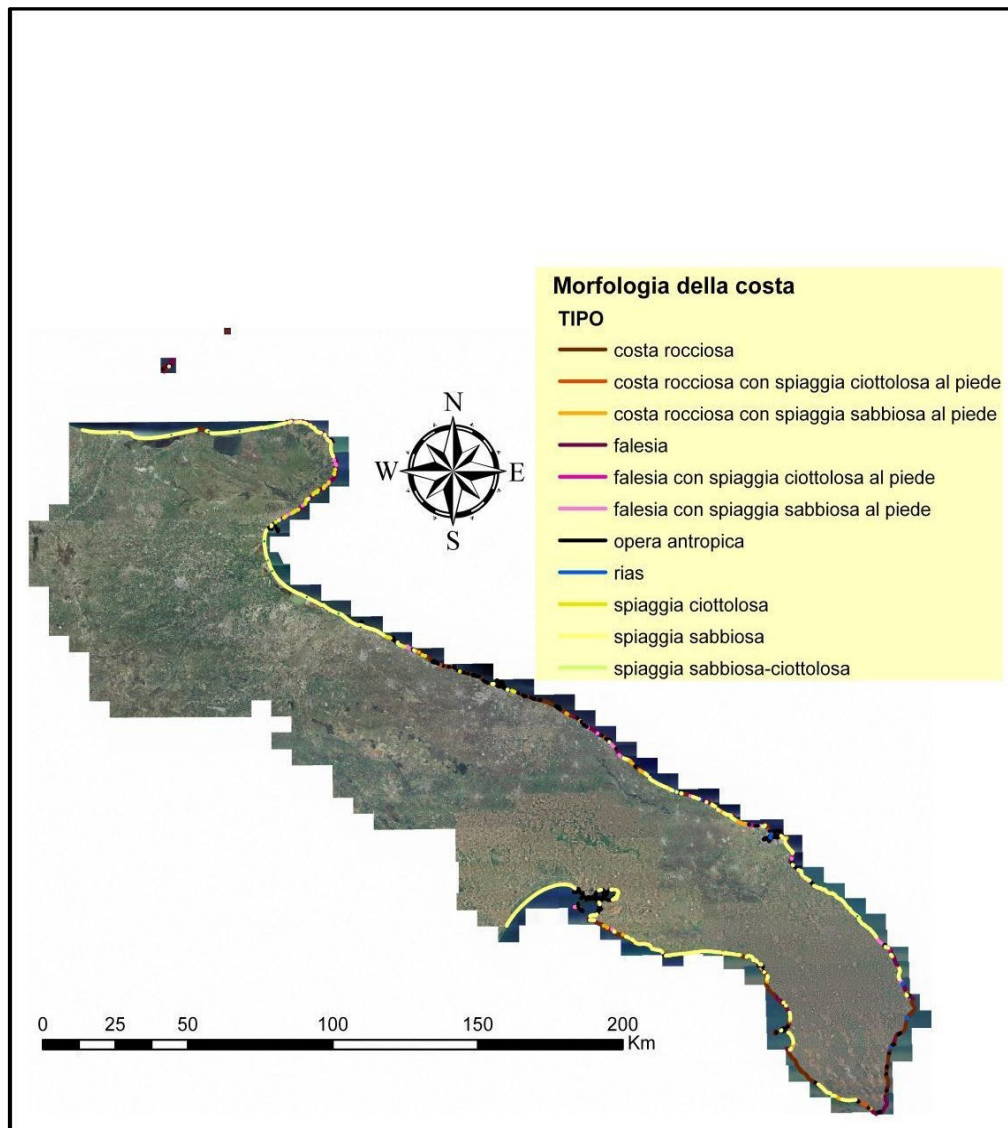 Morfologia della costa
TIPO
costa rocciosa
costa rocciosa con spiaggia ciottolosa al piede
costa rocciosa con spiaggia sabbiosa al piede
falesia
falesia con spiaggia ciottolosa al piede
falesia con spiaggia sabbiosa al piede
opera antropica
rias
spiaggia ciottolosa
spiaggia sabbiosa
spiaggia sabbiosa-ciottolosa
N
W E
S
0 25 50 100 150 200
Km